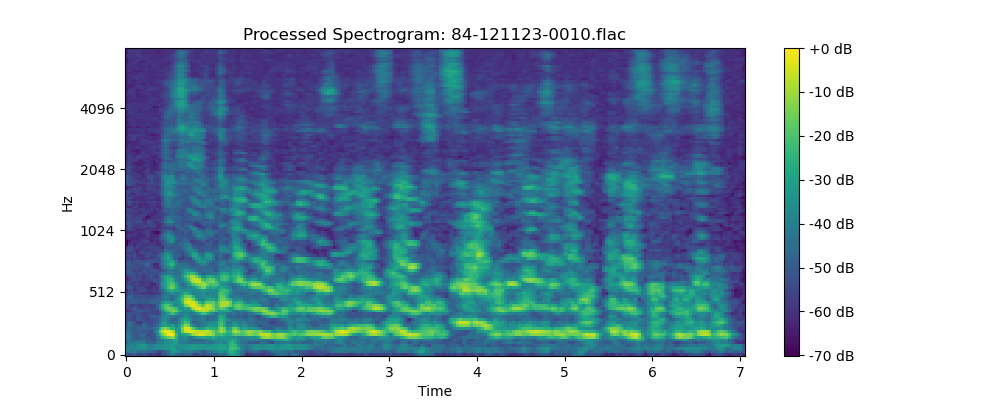 Processed Spectrogram: 84-121123-0010.flac
Hz
4096
2048
1024
512
0
0 1 2 3 4 5 6 7
Time
+0 dB
-10 dB
-20 dB
-30 dB
-40 dB
-50 dB
-60 dB
-70 dB